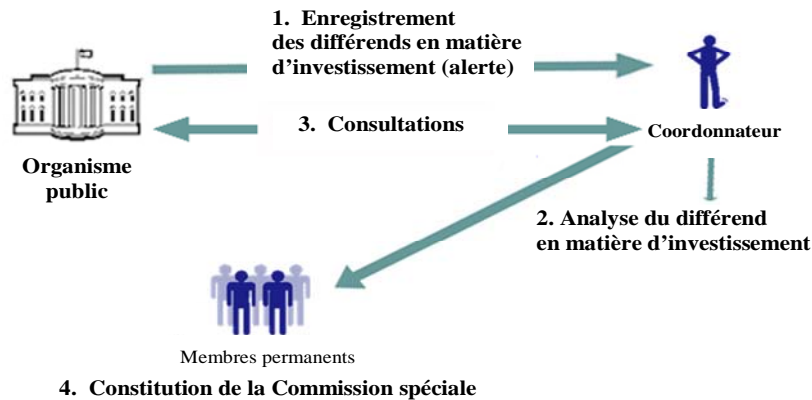 1. Enregistrement
des différends en matière
d'investissement (alerte)
3. Consultations
Organisme
public
Coordonnateur
2. Analyse du différend
en matière d'investissement
Membres permanents
4. Constitution de la Commission spéciale